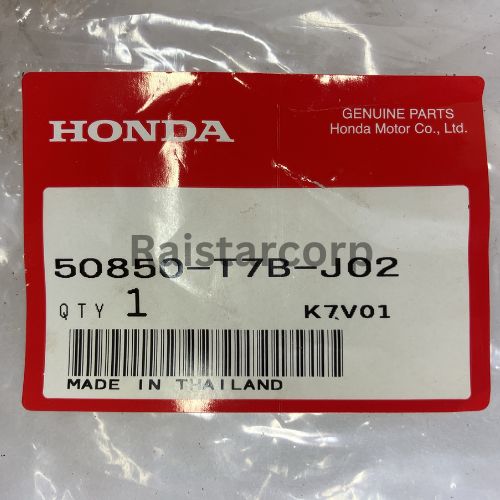 GENUINE PARTS
HONDA
Honda Motor Co., Ltd.
Raistarcorp
50850-T7B-J02
QTY 1 K7V01
MADE IN THAILAND